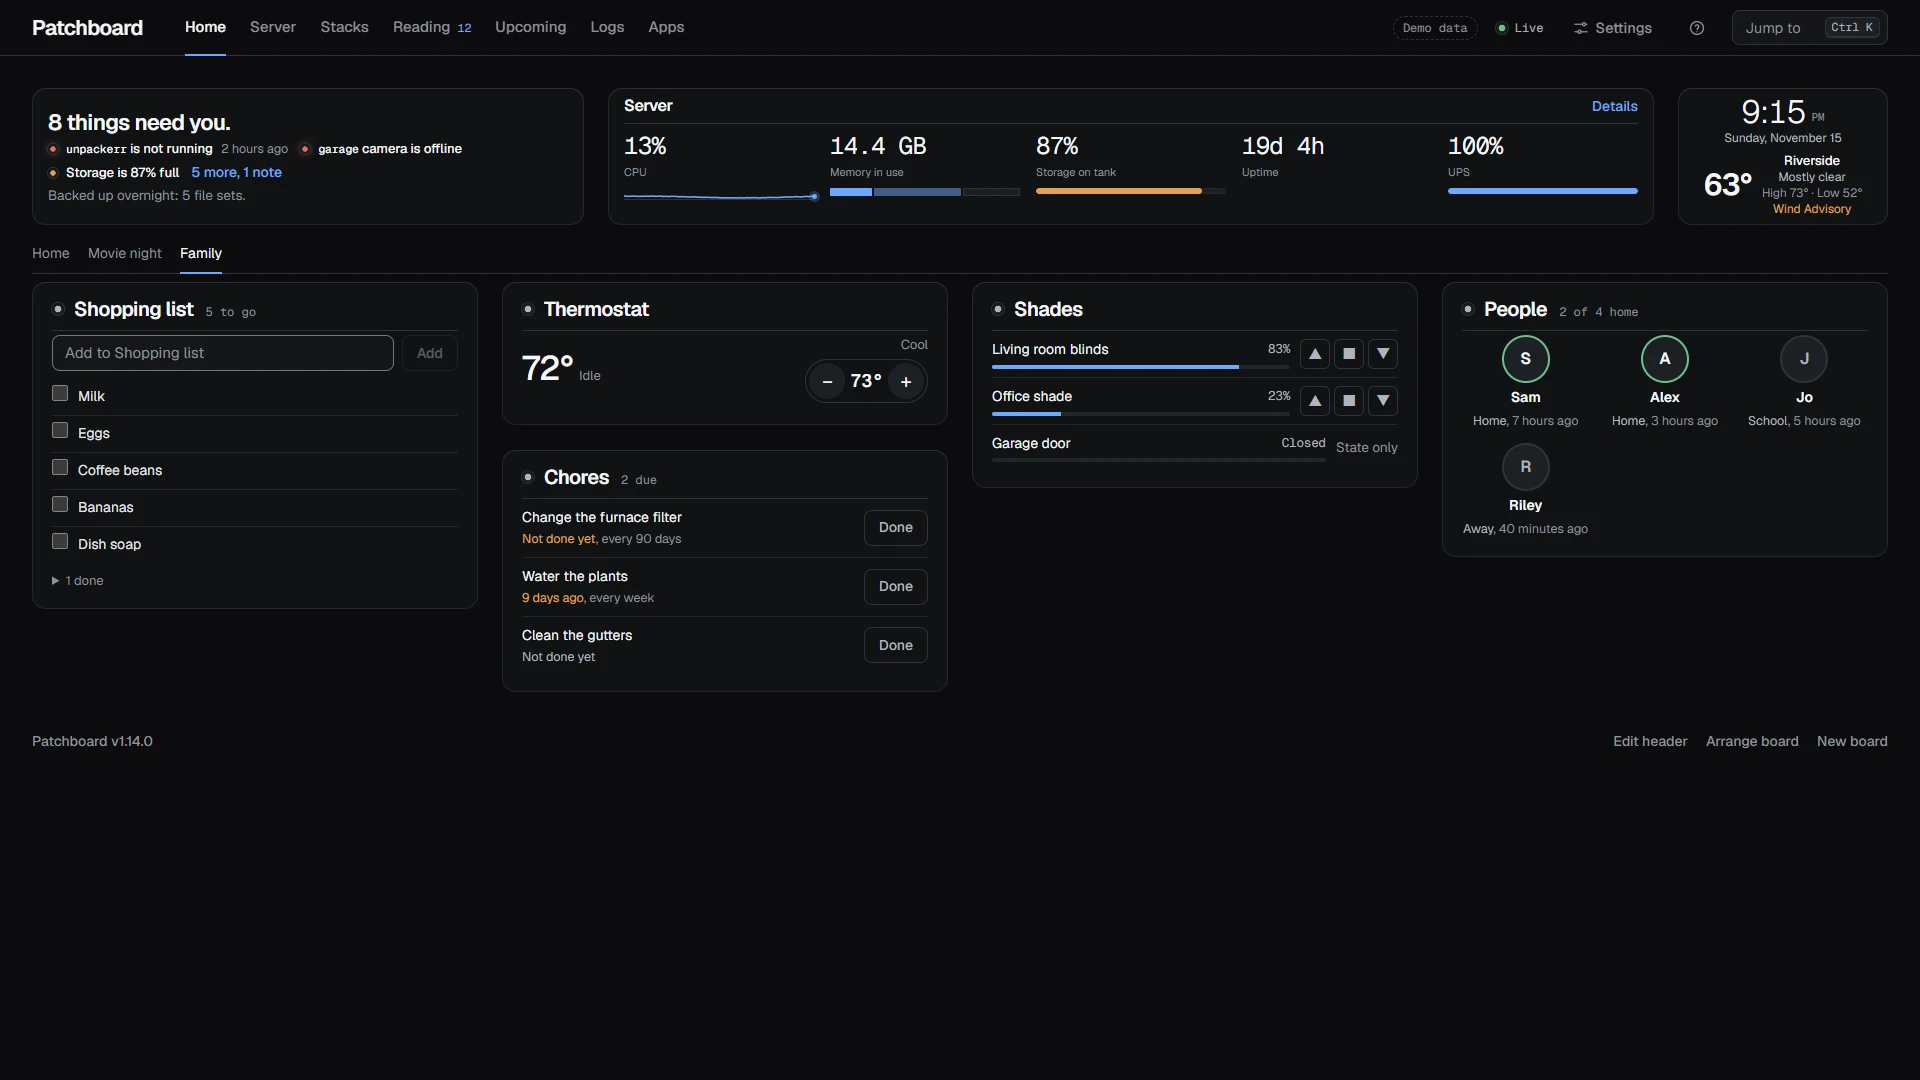 Patchboard
Home Server Stacks Reading 12 Upcoming Logs Apps
Demo data Live Settings Jump to Ctrl K
8 things need you.
unpackerr is not running 2 hours ago garage camera is offline
Storage is 87% full 5 more, 1 note
Backed up overnight: 5 file sets.
Server Details
13% 14.4 GB 87% 19d 4h 100%
CPU Memory in use Storage on tank Uptime UPS
9:15 PM
Sunday, November 15
63°
Riverside
Mostly clear
High 73° · Low 52°
Wind Advisory
Home Movie night Family
Shopping list 5 to go
Add to Shopping list Add
Milk
Eggs
Coffee beans
Bananas
Dish soap
1 done
Thermostat
72° Idle
Cool
− 73° +
Chores 2 due
Change the furnace filter
Not done yet, every 90 days
Done
Water the plants
9 days ago, every week
Done
Clean the gutters
Not done yet
Done
Shades
Living room blinds 83%
Office shade 23%
Garage door Closed State only
People 2 of 4 home
S A J
Sam Alex Jo
Home, 7 hours ago Home, 3 hours ago School, 5 hours ago
R
Riley
Away, 40 minutes ago
Patchboard v1.14.0
Edit header Arrange board New board